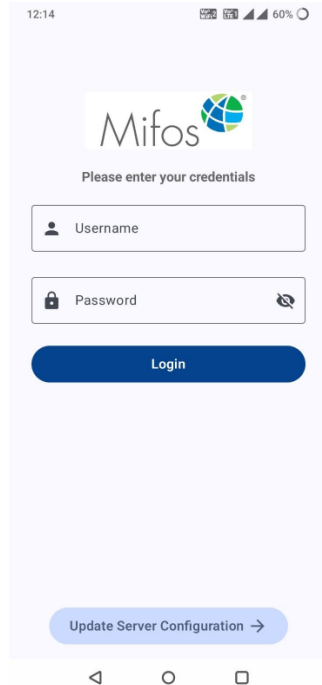 12:14
60%
Mifos
Please enter your credentials
Username
Password
Login
Update Server Configuration